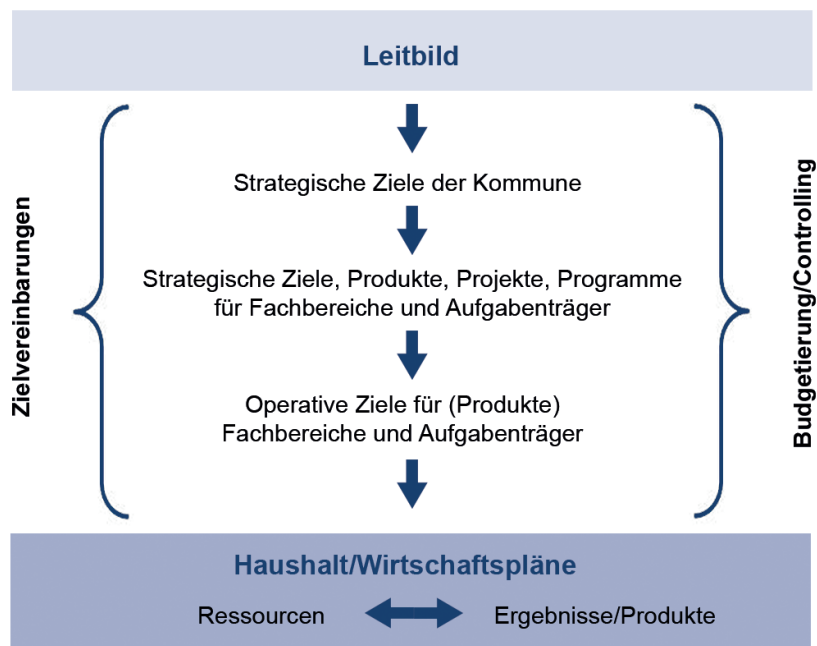 Leitbild
Zielvereinbarungen
Strategische Ziele der Kommune
Strategische Ziele, Produkte, Projekte, Programme
für Fachbereiche und Aufgabenträger
Operative Ziele für (Produkte)
Fachbereiche und Aufgabenträger
Budgetierung/Controlling
Haushalt/Wirtschaftspläne
Ressourcen
Ergebnisse/Produkte